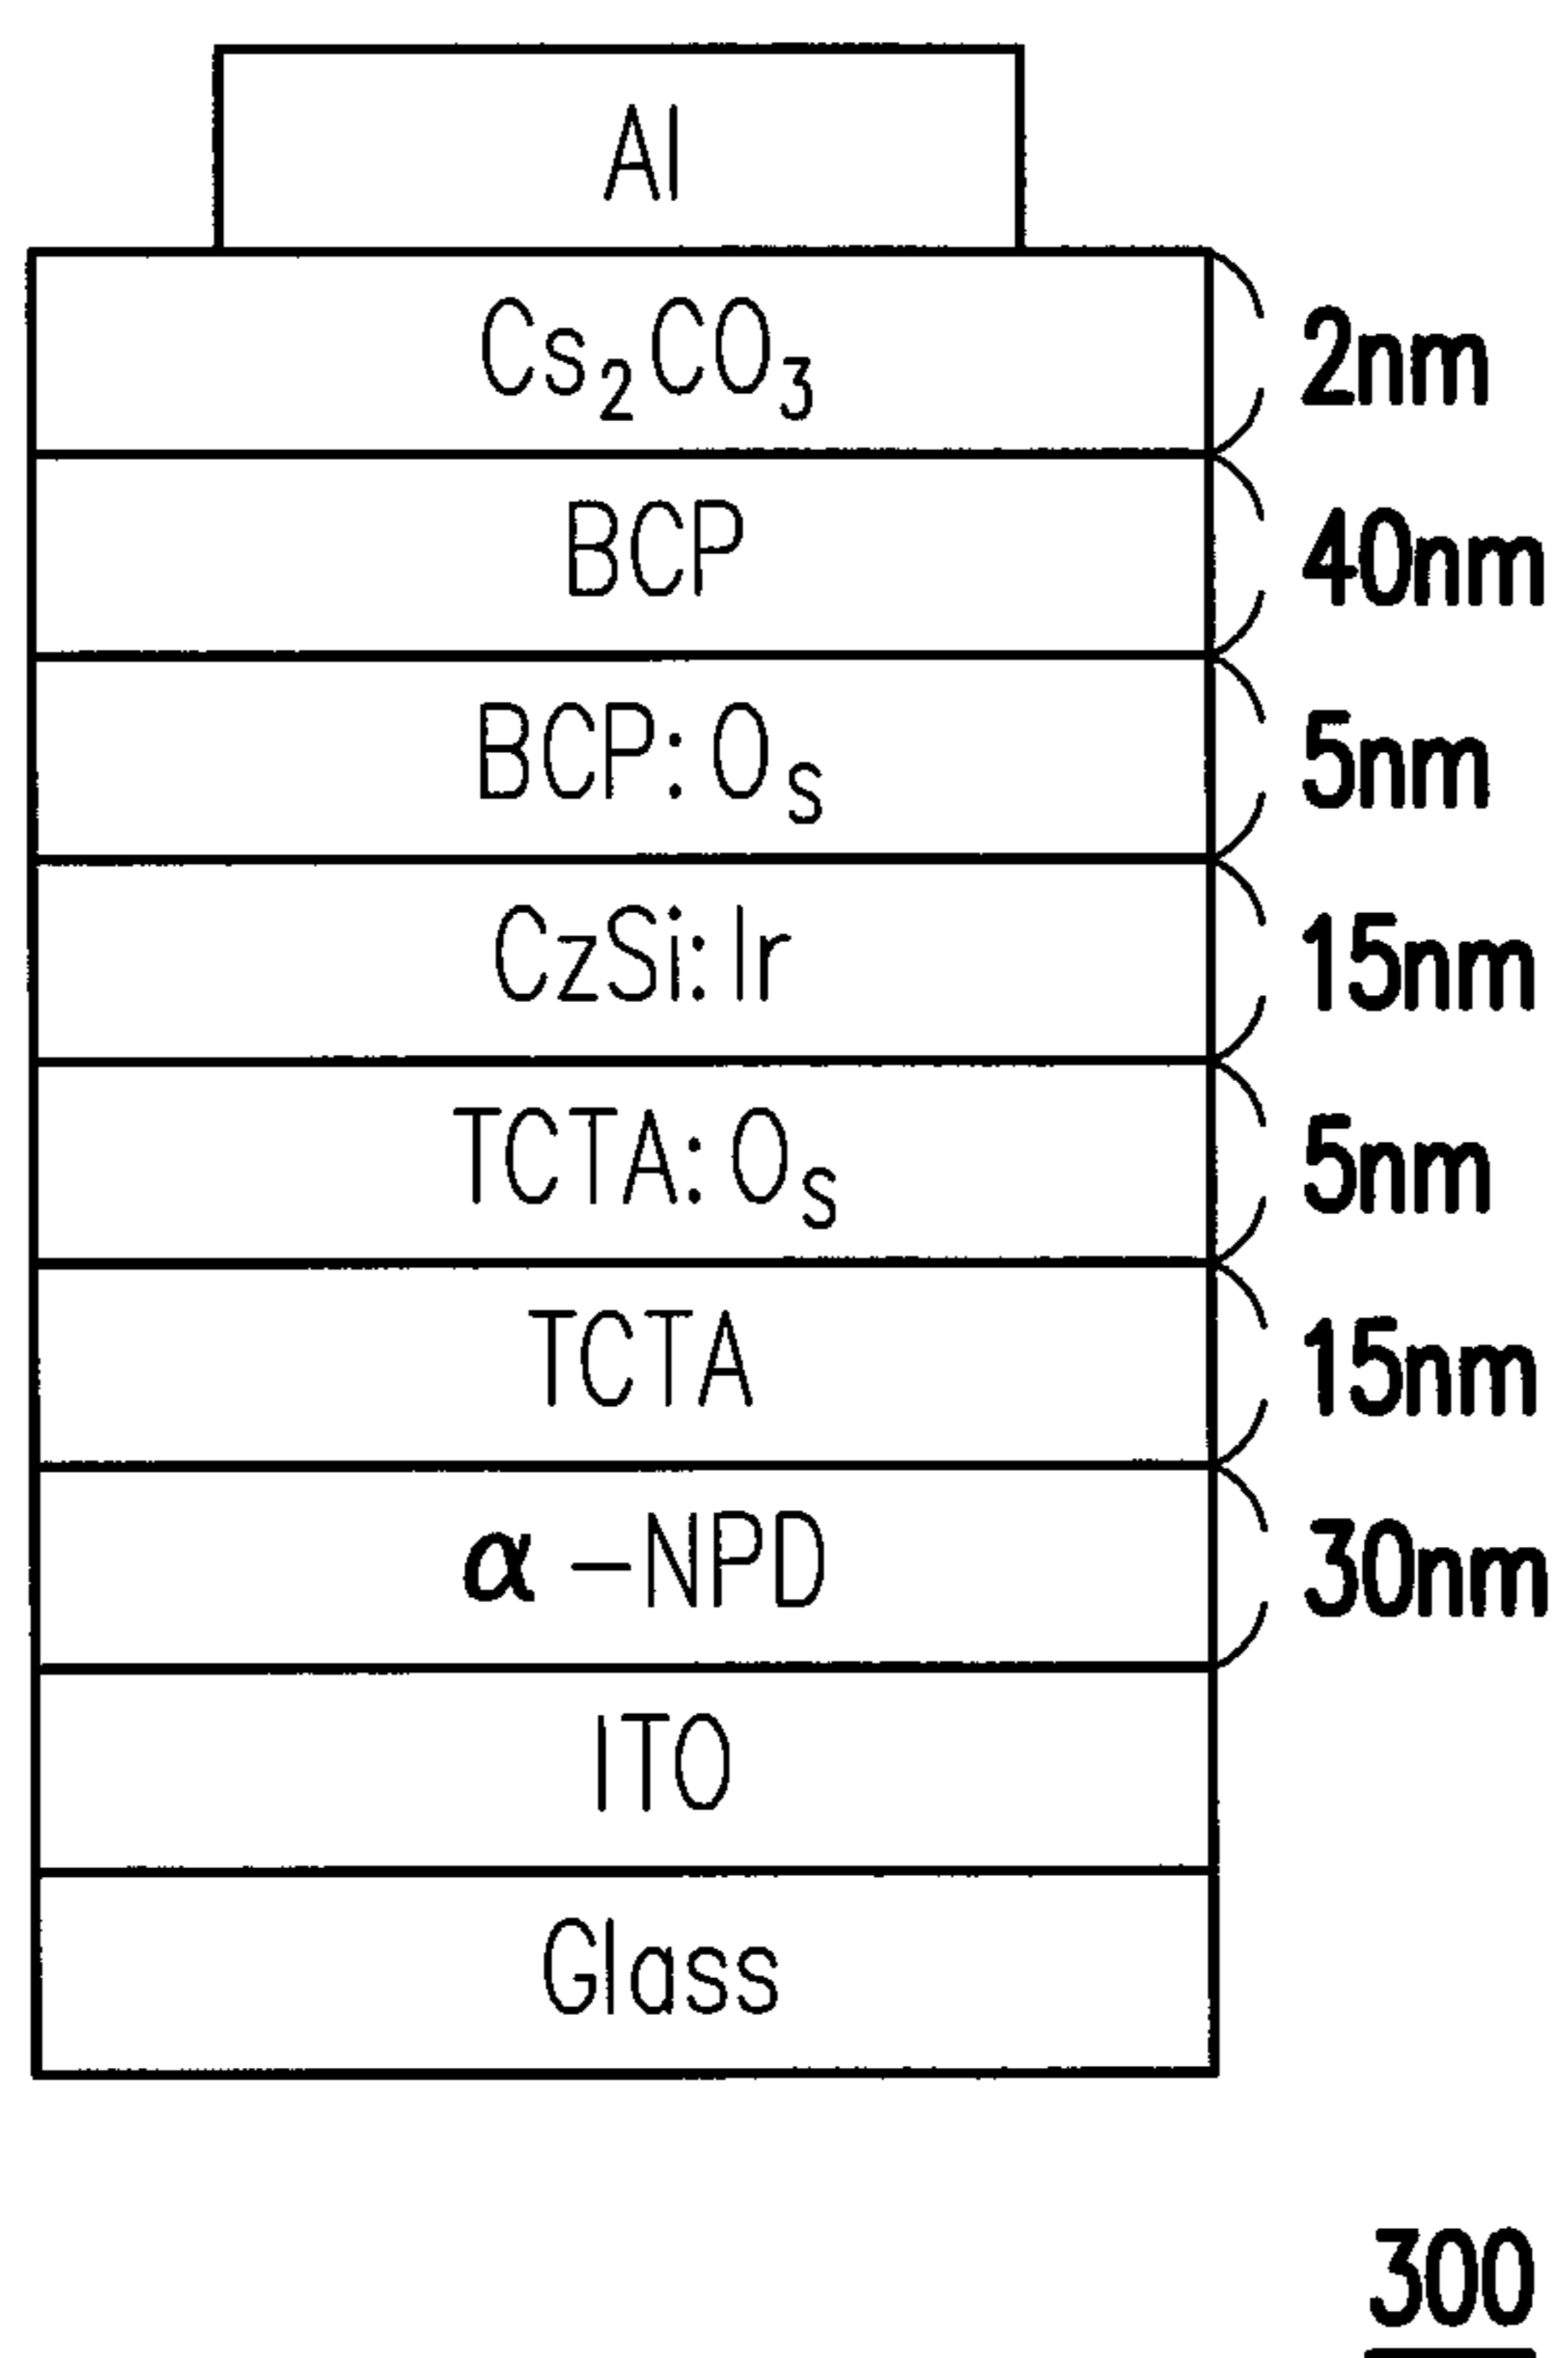 Al
Cs₂CO₃ 2nm
BCP 40nm
BCP:Oₛ 5nm
CzSi:Ir 15nm
TCTA:Oₛ 5nm
TCTA 15nm
α-NPD 30nm
ITO
Glass
300